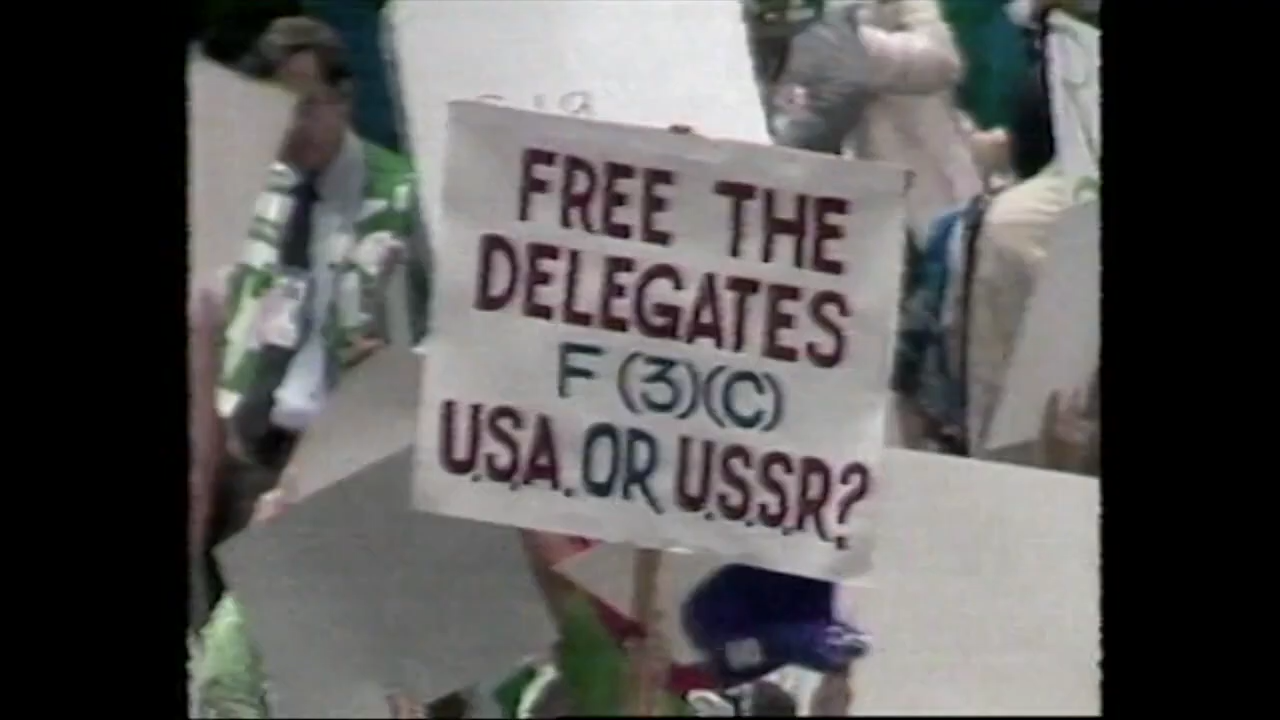 FREE THE
DELEGATES
F (3)(C)
U.S.A. OR U.S.S.R?